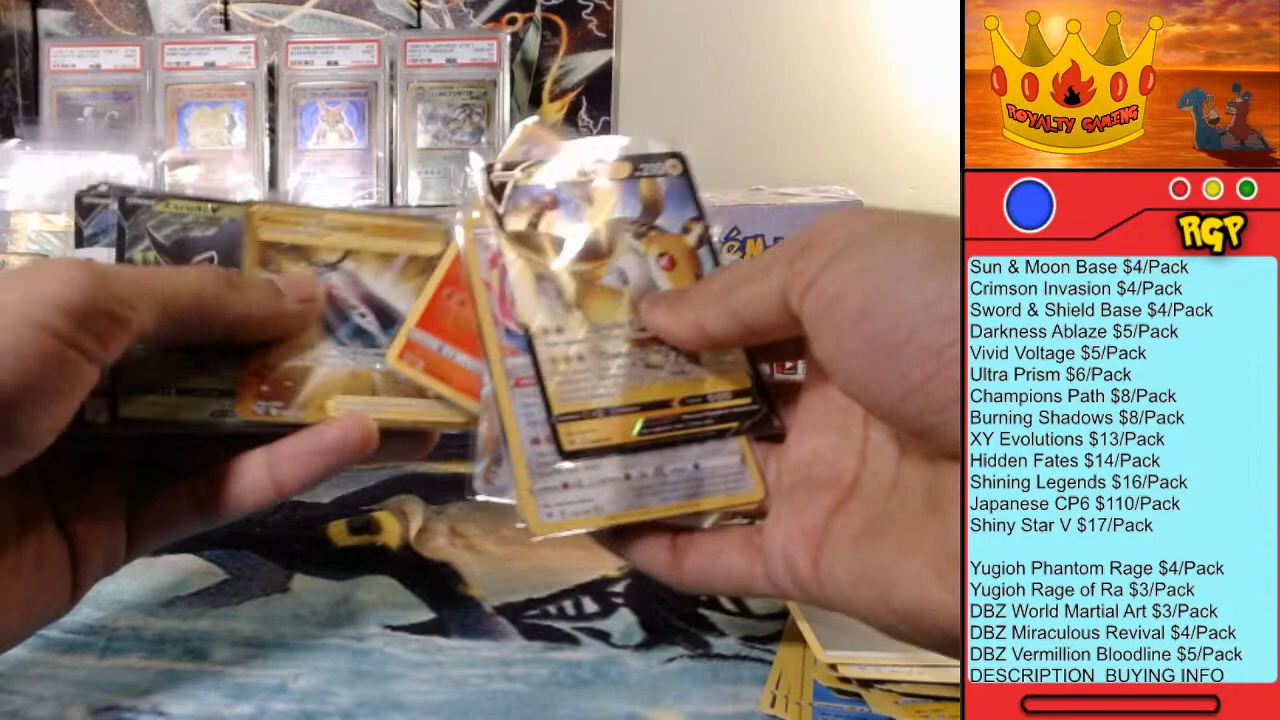 ROYALTY GAMING
RGP
Sun & Moon Base $4/Pack
Crimson Invasion $4/Pack
Sword & Shield Base $4/Pack
Darkness Ablaze $5/Pack
Vivid Voltage $5/Pack
Ultra Prism $6/Pack
Champions Path $8/Pack
Burning Shadows $8/Pack
XY Evolutions $13/Pack
Hidden Fates $14/Pack
Shining Legends $16/Pack
Japanese CP6 $110/Pack
Shiny Star V $17/Pack
Yugioh Phantom Rage $4/Pack
Yugioh Rage of Ra $3/Pack
DBZ World Martial Art $3/Pack
DBZ Miraculous Revival $4/Pack
DBZ Vermillion Bloodline $5/Pack
DESCRIPTION BUYING INFO